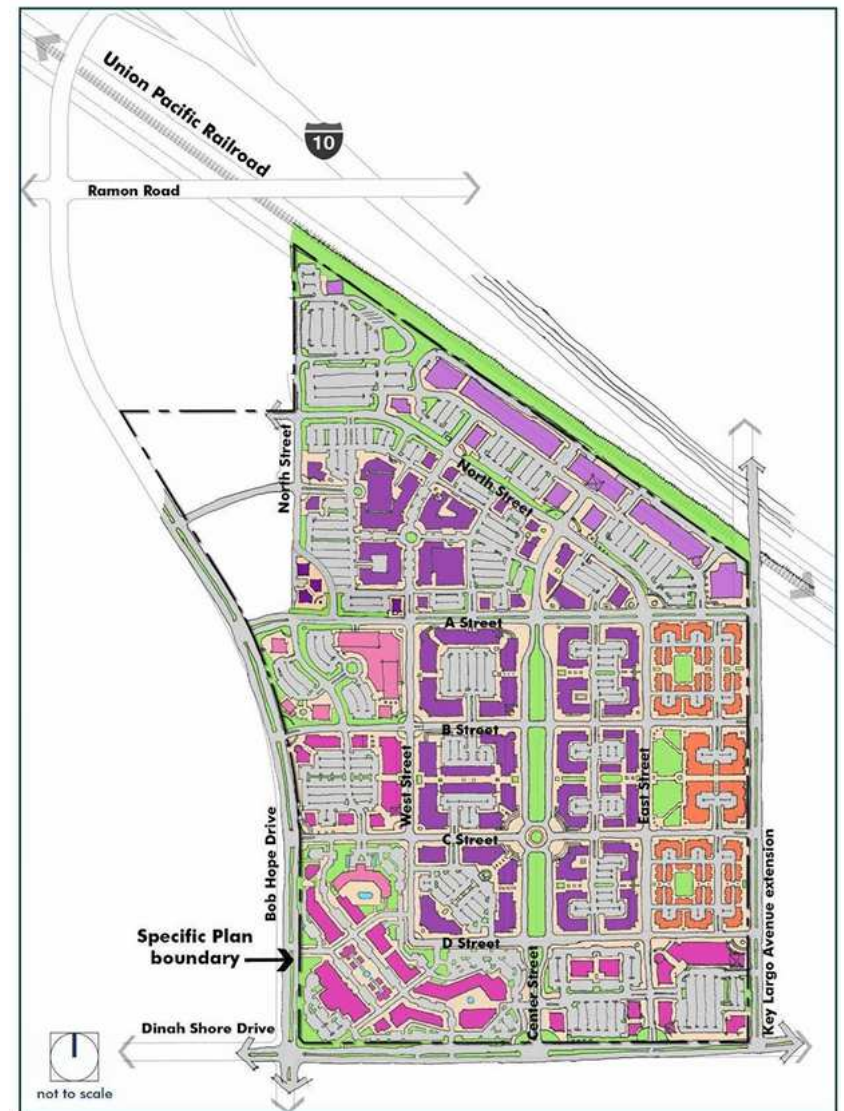 Union Pacific Railroad
10
Ramon Road
North Street
North Street
A Street
B Street
West Street
East Street
C Street
Bob Hope Drive
Key Largo Avenue extension
Specific Plan
boundary
D Street
Center Street
Dinah Shore Drive
not to scale